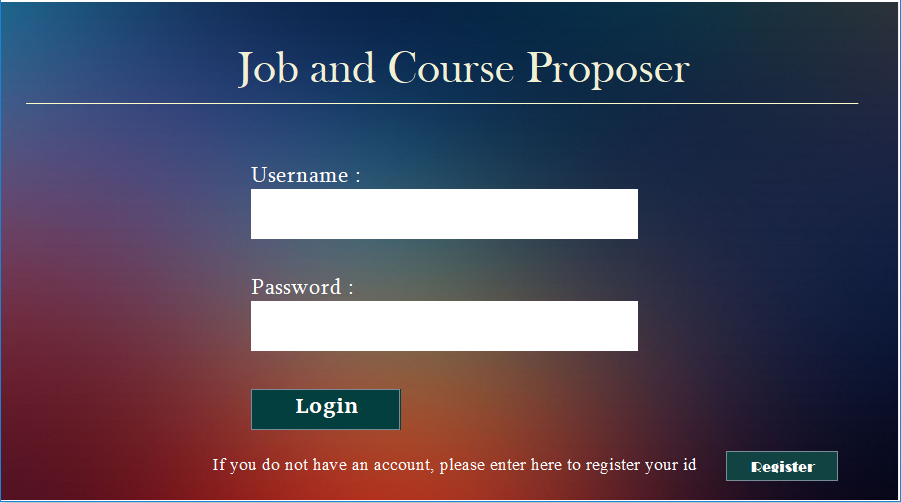 Job and Course Proposer
Username :
Password :
Login
If you do not have an account, please enter here to register your id
Register